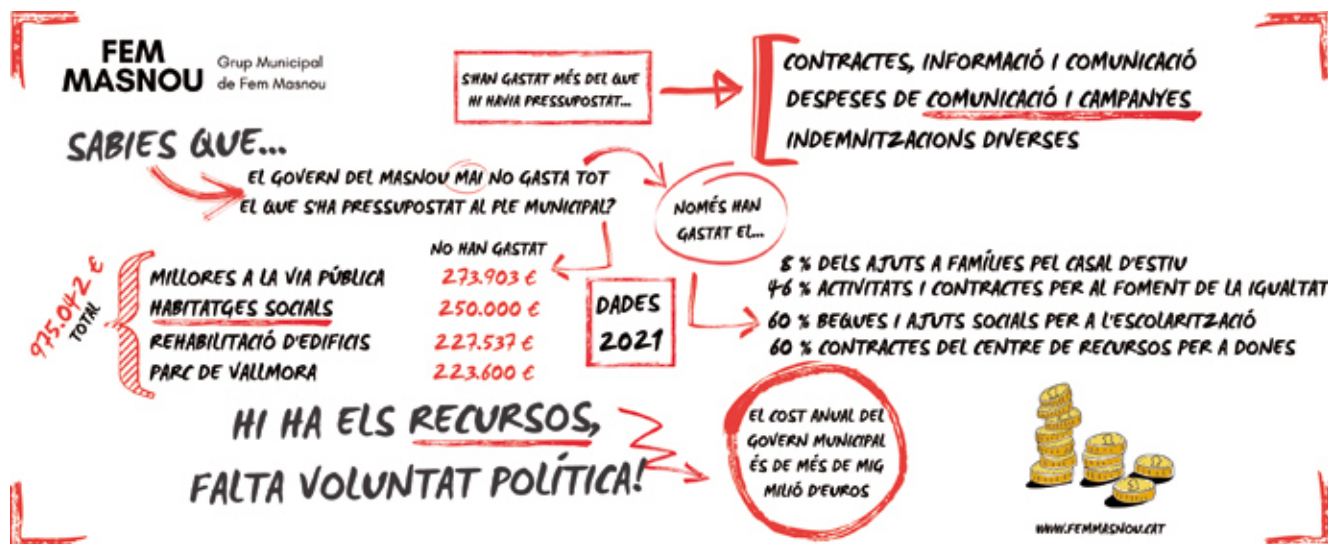 FEM
MASNOU
Grup Municipal
de Fem Masnou
S'HAN GASTAT MÉS DEL QUE
HI HAVIA PRESSUPOSTAT...
CONTRACTES, INFORMACIÓ I COMUNICACIÓ
DESPESES DE COMUNICACIÓ I CAMPANYES
INDEMNITZACIONS DIVERSES
SABIES QUE...
EL GOVERN DEL MASNOU MAI NO GASTA TOT
EL QUE S'HA PRESSUPOSTAT AL PLE MUNICIPAL?
NOMÉS HAN
GASTAT EL...
NO HAN GASTAT
MILLORES A LA VIA PÚBLICA 273.903 €
HABITATGES SOCIALS 250.000 €
REHABILITACIÓ D'EDIFICIS 227.537 €
PARC DE VALLMORA 223.600 €
975.042 €
TOTAL
DADES
2021
8 % DELS AJUTS A FAMÍLIES PEL CASAL D'ESTIU
46 % ACTIVITATS I CONTRACTES PER AL FOMENT DE LA IGUALTAT
60 % BEQUES I AJUTS SOCIALS PER A L'ESCOLARITZACIÓ
60 % CONTRACTES DEL CENTRE DE RECURSOS PER A DONES
HI HA ELS RECURSOS,
FALTA VOLUNTAT POLÍTICA!
EL COST ANUAL DEL
GOVERN MUNICIPAL
ÉS DE MÉS DE MIG
MILIÓ D'EUROS
WWW.FEMMASNOU.CAT